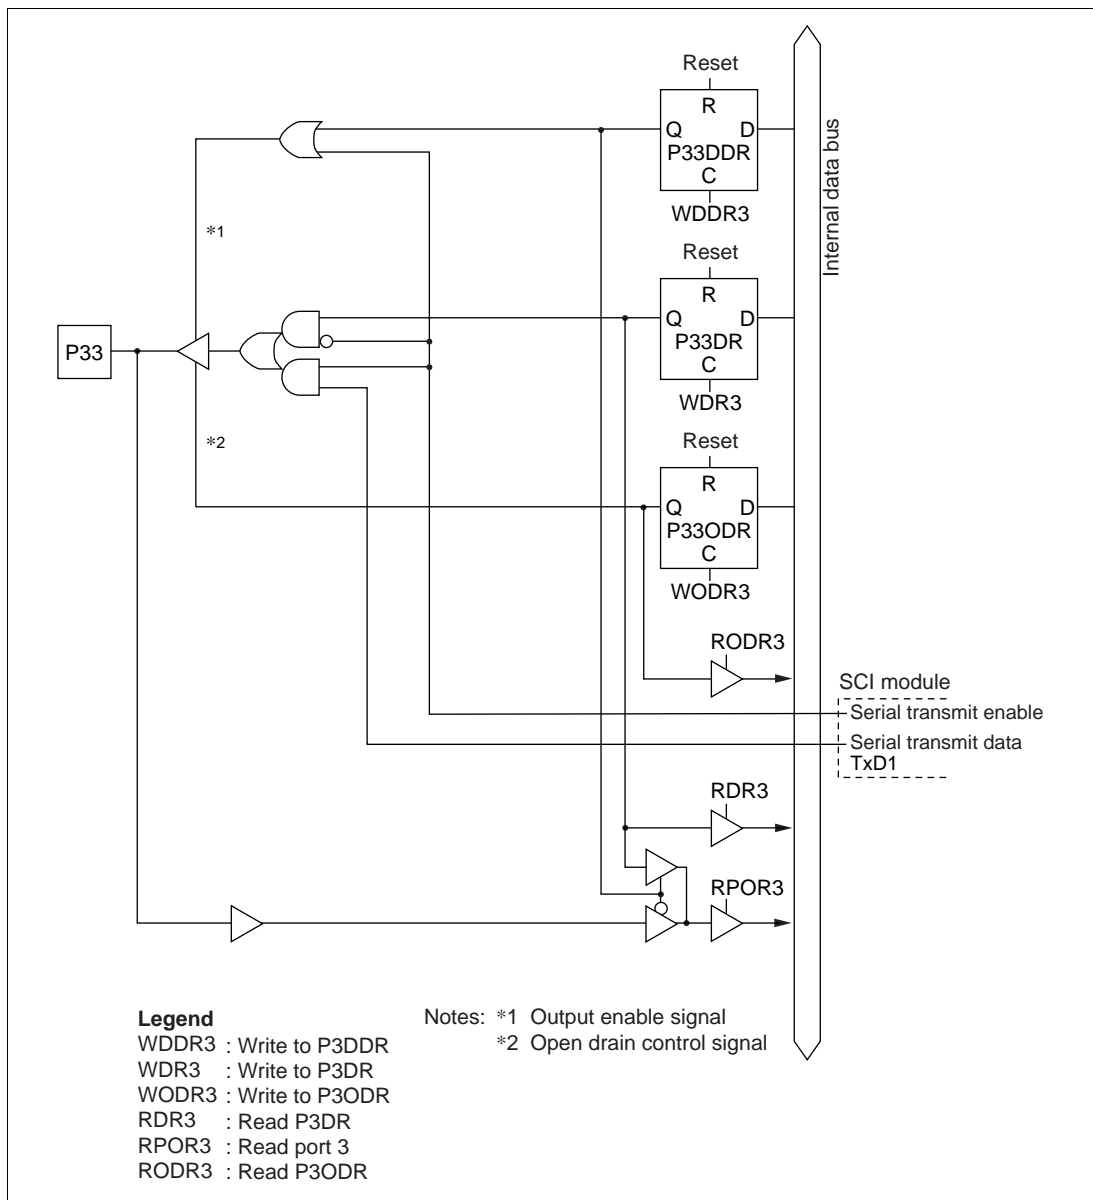 Reset
R
Q D
P33DDR
C
WDDR3
Internal data bus
*1
Reset
R
Q D
P33DR
C
WDR3
P33
*2
Reset
R
Q D
P33ODR
C
WODR3
RODR3
SCI module
Serial transmit enable
Serial transmit data
TxD1
RDR3
RPOR3
Legend
WDDR3 : Write to P3DDR
WDR3 : Write to P3DR
WODR3 : Write to P3ODR
RDR3 : Read P3DR
RPOR3 : Read port 3
RODR3 : Read P3ODR
Notes: *1 Output enable signal
*2 Open drain control signal